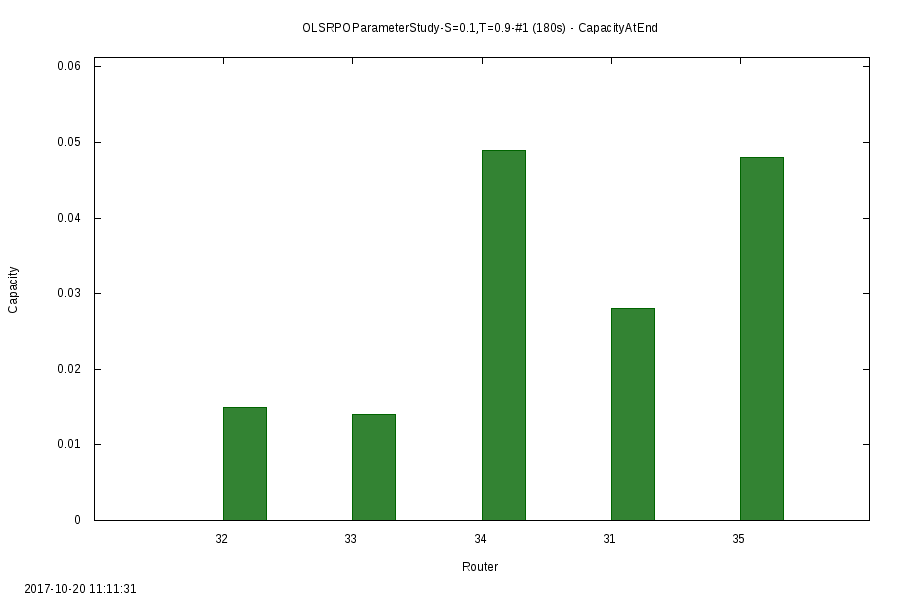 OLSRPOParameterStudy-S=0.1,T=0.9-#1 (180s) - CapacityAtEnd
0.06
0.05
0.04
0.03
0.02
0.01
0
Capacity
32 33 34 31 35
Router
2017-10-20 11:11:31